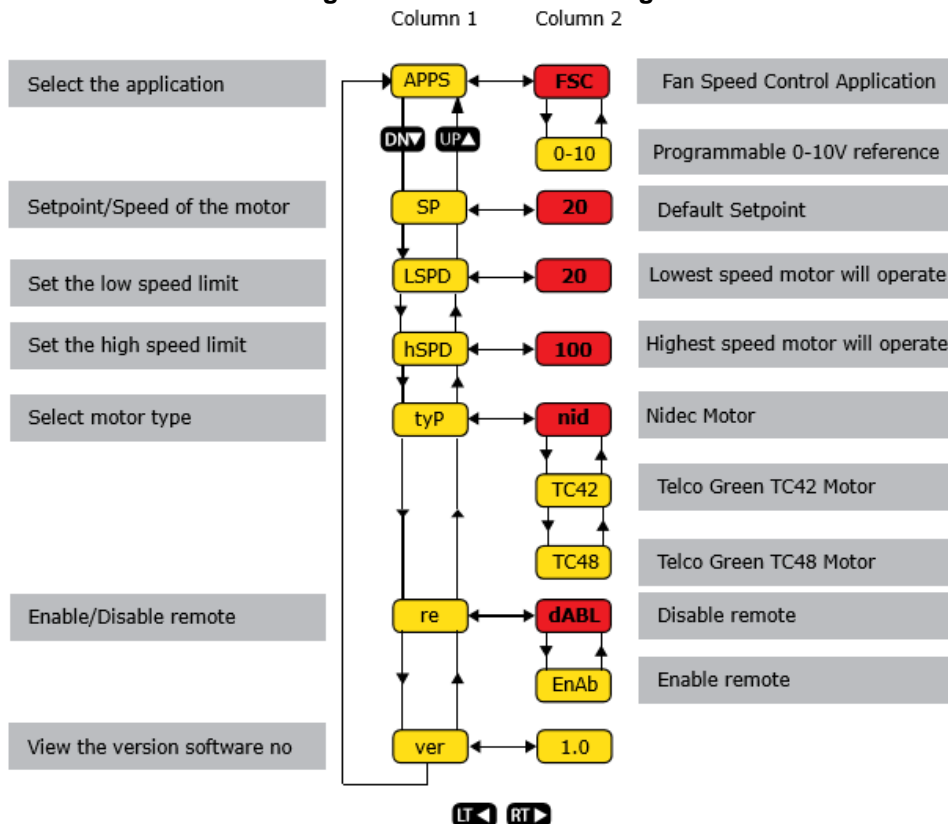 Column 1 Column 2
Select the application APPS FSC Fan Speed Control Application
DN▼ UP▲
0-10 Programmable 0-10V reference
Setpoint/Speed of the motor SP 20 Default Setpoint
Set the low speed limit LSPD 20 Lowest speed motor will operate
Set the high speed limit hSPD 100 Highest speed motor will operate
Select motor type tyP nid Nidec Motor
TC42 Telco Green TC42 Motor
TC48 Telco Green TC48 Motor
Enable/Disable remote re dABL Disable remote
EnAb Enable remote
View the version software no ver 1.0
LT◀ RT▶